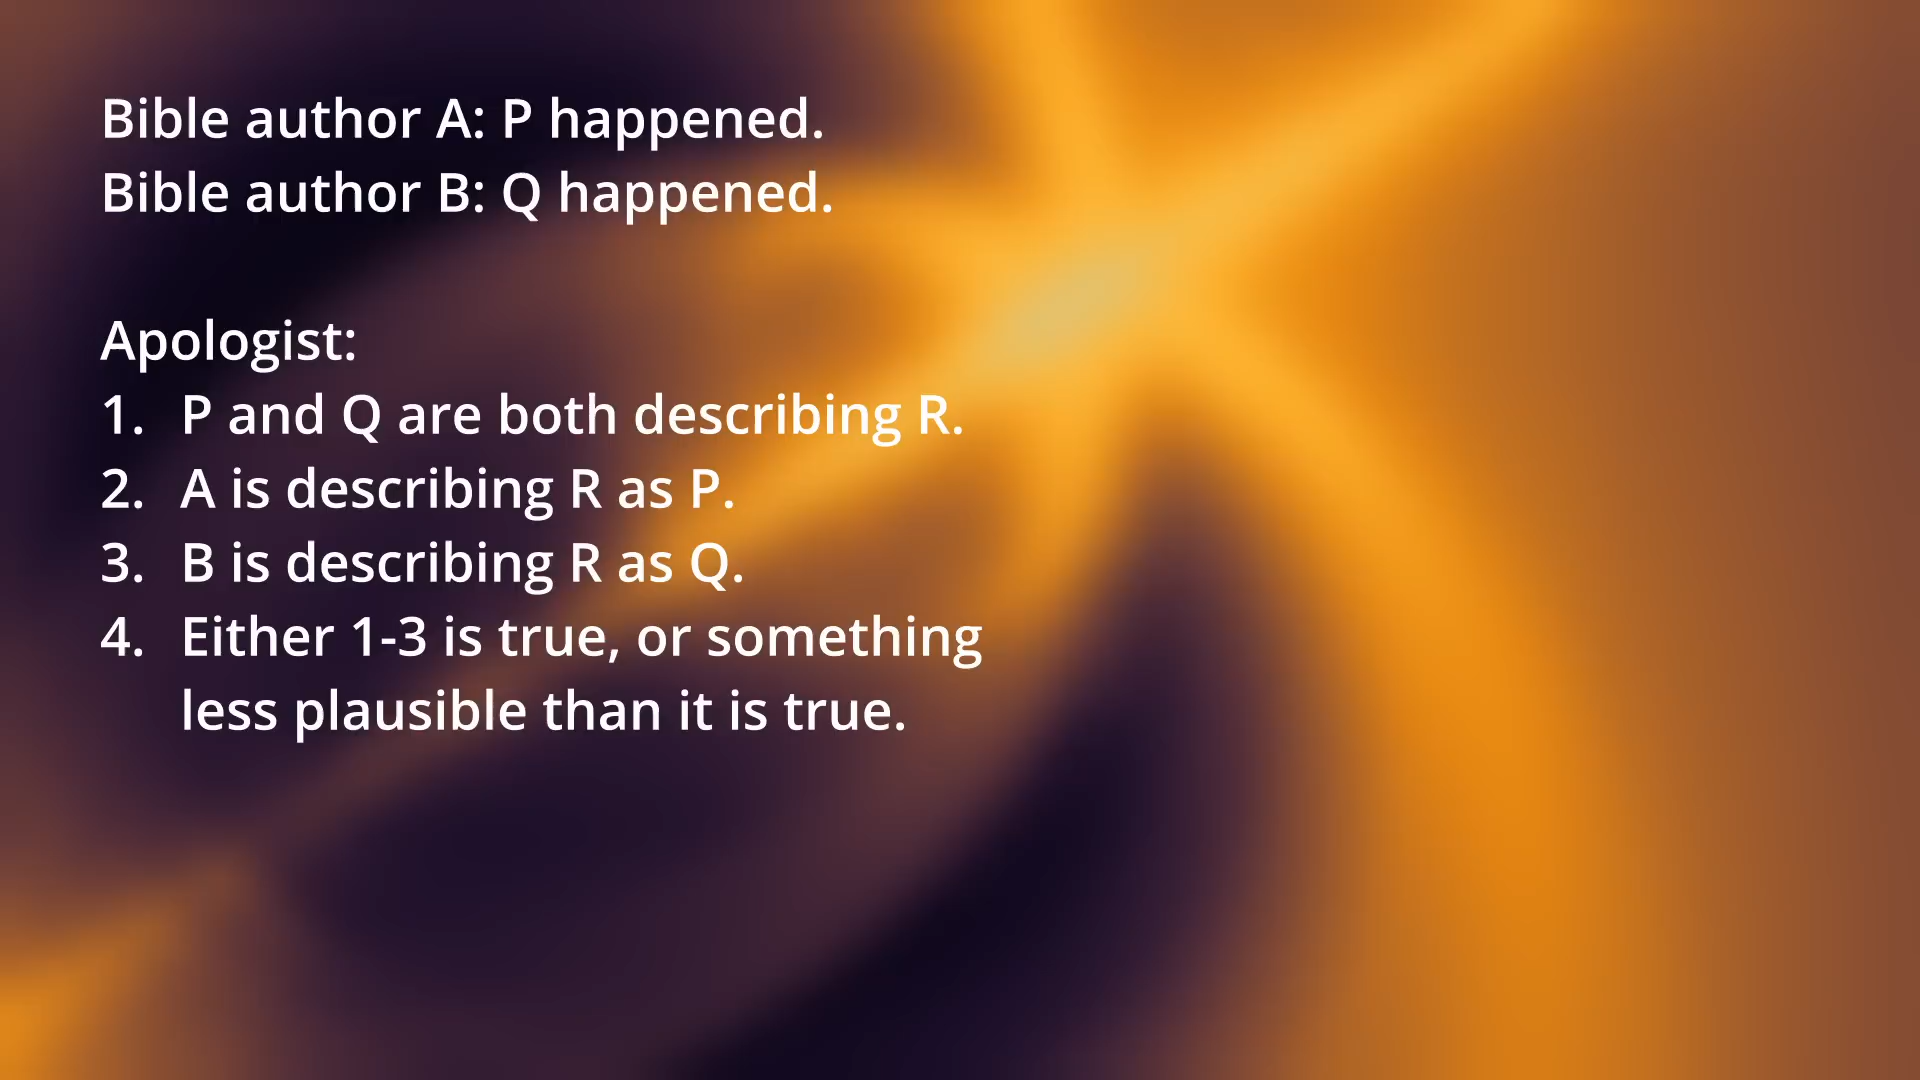 Bible author A: P happened.
Bible author B: Q happened.
Apologist:
1. P and Q are both describing R.
2. A is describing R as P.
3. B is describing R as Q.
4. Either 1-3 is true, or something
less plausible than it is true.